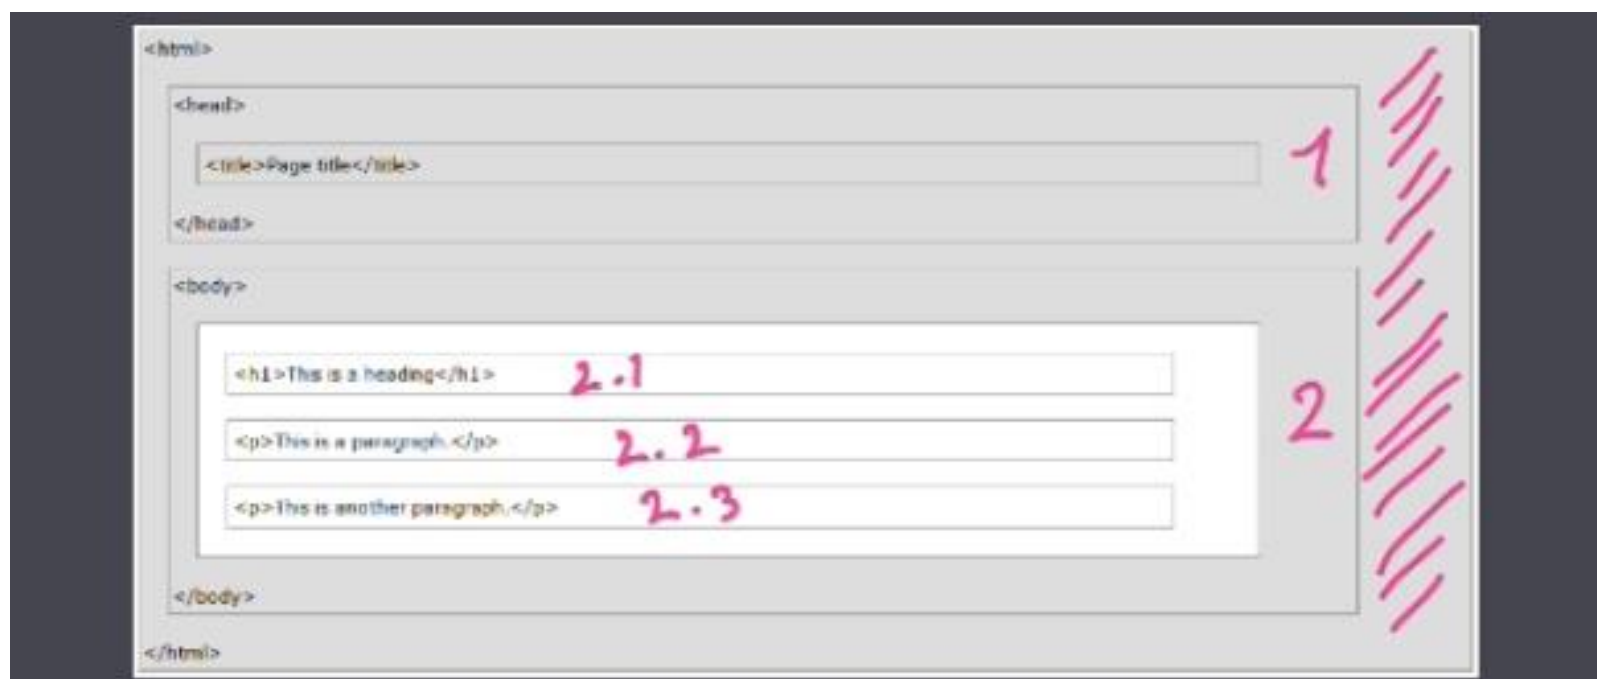 <html>
<head>
<title>Page title</title> 1
</head>
<body>
<h1>This is a heading</h1> 2.1
2
<p>This is a paragraph.</p> 2.2
<p>This is another paragraph.</p> 2.3
</body>
</html>